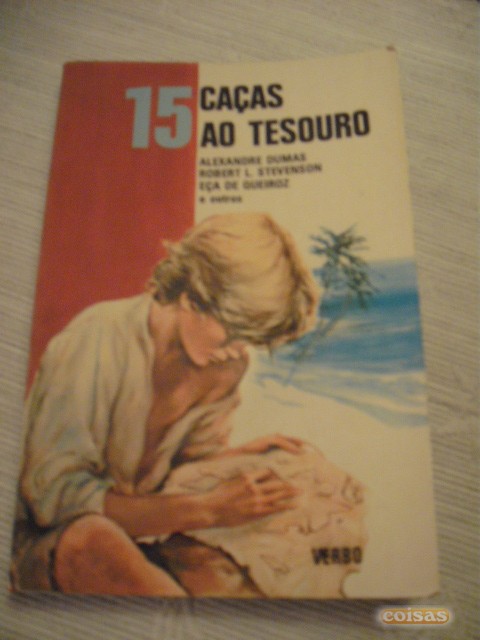 15 CAÇAS
AO TESOURO
ALEXANDRE DUMAS
ROBERT L. STEVENSON
EÇA DE QUEIROZ
e outros
VERBO
coisas